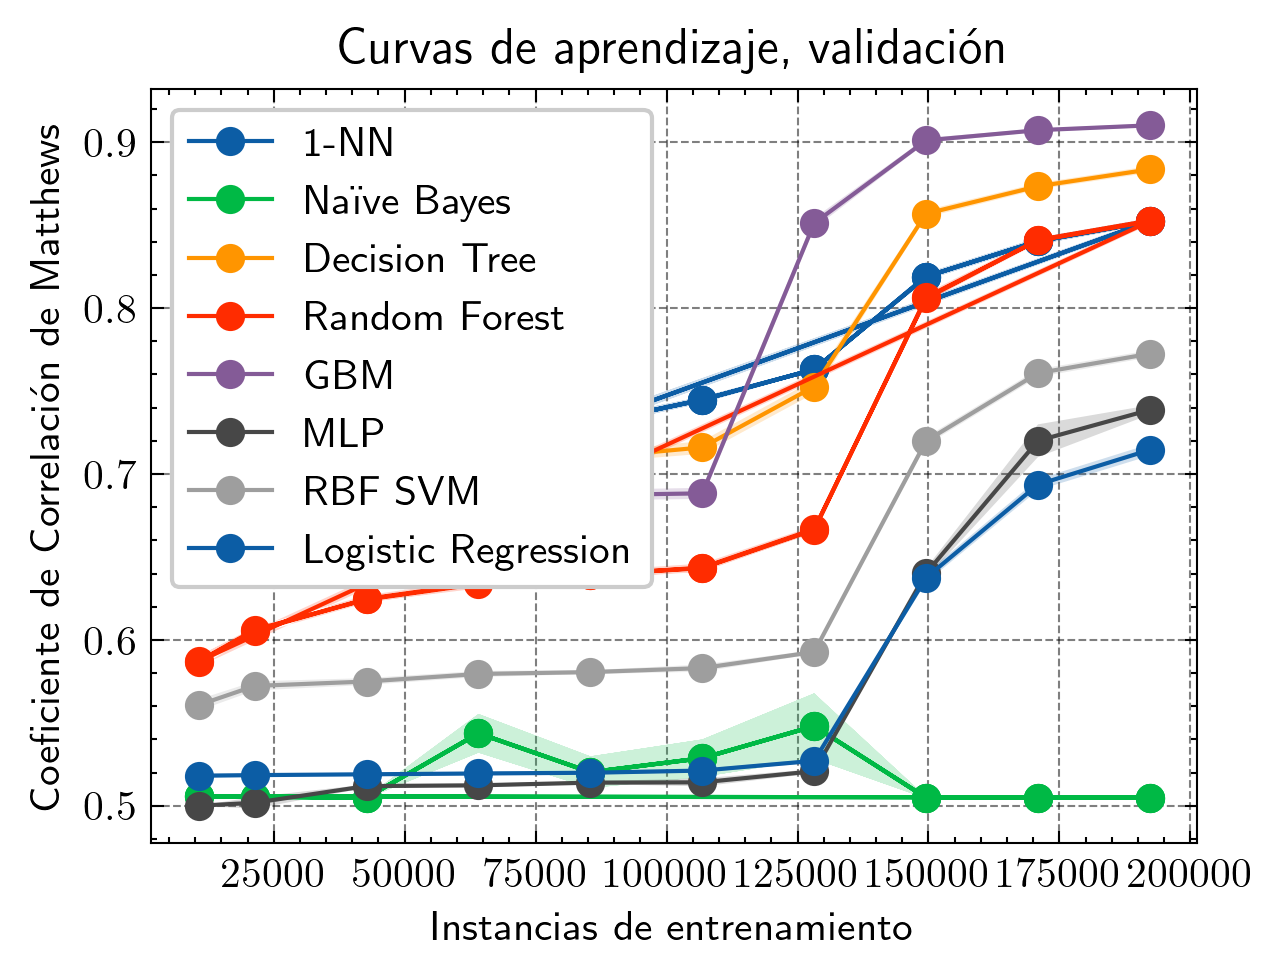 Curvas de aprendizaje, validación
Coeficiente de Correlación de Matthews
0.9
0.8
0.7
0.6
0.5
1-NN
Naïve Bayes
Decision Tree
Random Forest
GBM
MLP
RBF SVM
Logistic Regression
25000 50000 75000 100000 125000 150000 175000 200000
Instancias de entrenamiento